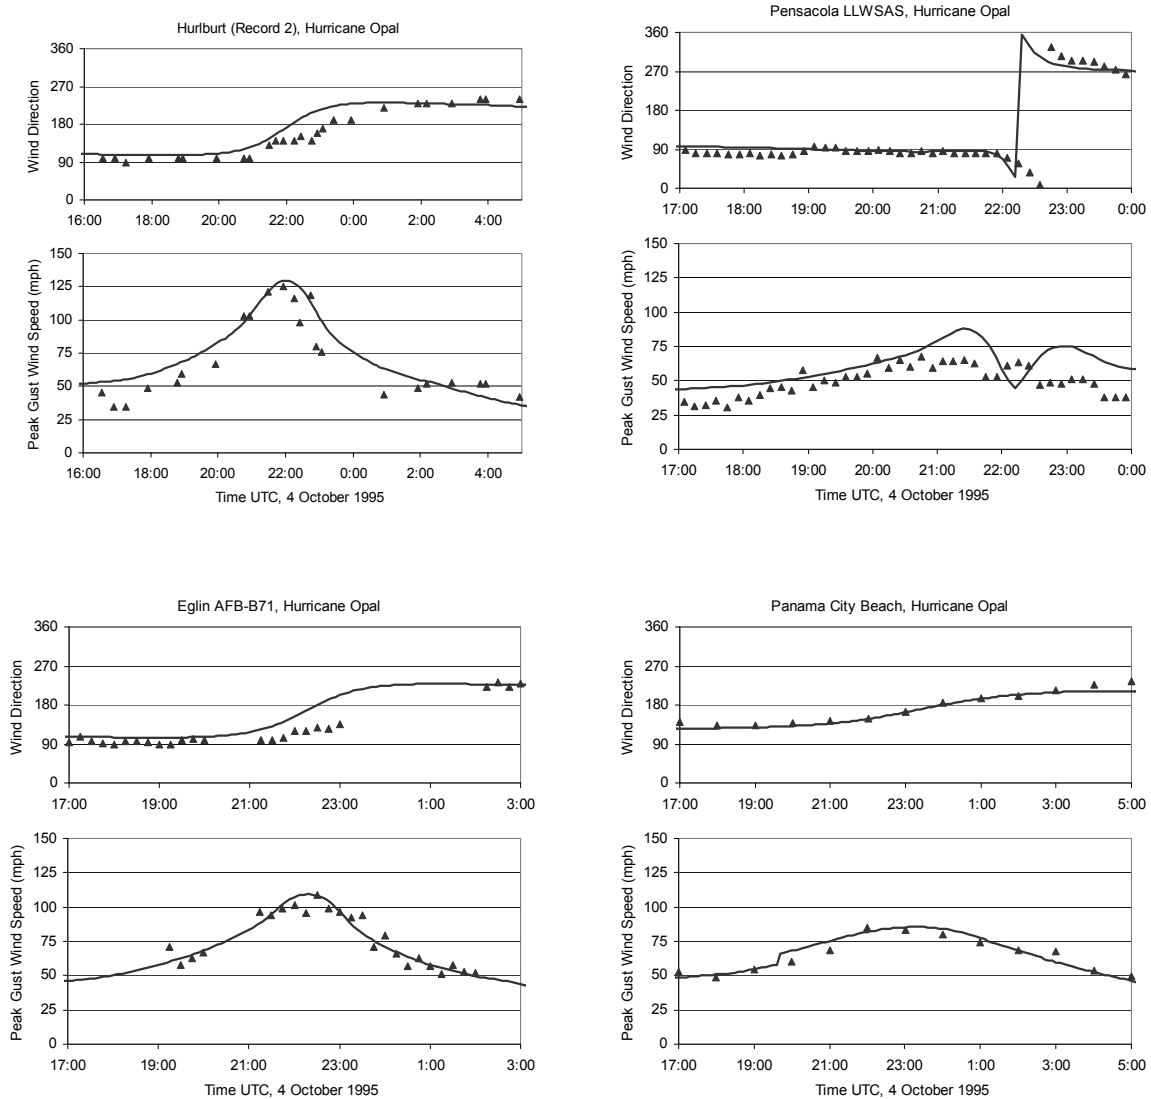 Hurlburt (Record 2), Hurricane Opal
360
270
180
90
0
Wind Direction
16:00 18:00 20:00 22:00 0:00 2:00 4:00
150
125
100
75
50
25
0
Peak Gust Wind Speed (mph)
16:00 18:00 20:00 22:00 0:00 2:00 4:00
Time UTC, 4 October 1995
Pensacola LLWSAS, Hurricane Opal
360
270
180
90
0
Wind Direction
17:00 18:00 19:00 20:00 21:00 22:00 23:00 0:00
150
125
100
75
50
25
0
Peak Gust Wind Speed (mph)
17:00 18:00 19:00 20:00 21:00 22:00 23:00 0:00
Time UTC, 4 October 1995
Eglin AFB-B71, Hurricane Opal
360
270
180
90
0
Wind Direction
17:00 19:00 21:00 23:00 1:00 3:00
150
125
100
75
50
25
0
Peak Gust Wind Speed (mph)
17:00 19:00 21:00 23:00 1:00 3:00
Time UTC, 4 October 1995
Panama City Beach, Hurricane Opal
360
270
180
90
0
Wind Direction
17:00 19:00 21:00 23:00 1:00 3:00 5:00
150
125
100
75
50
25
0
Peak Gust Wind Speed (mph)
17:00 19:00 21:00 23:00 1:00 3:00 5:00
Time UTC, 4 October 1995